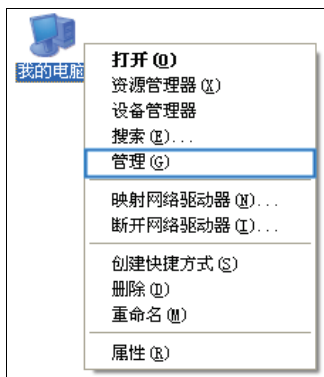 我的电脑
打开(O)
资源管理器(X)
设备管理器
搜索(E)...
管理(G)
映射网络驱动器(N)...
断开网络驱动器(I)...
创建快捷方式(S)
删除(D)
重命名(M)
属性(R)